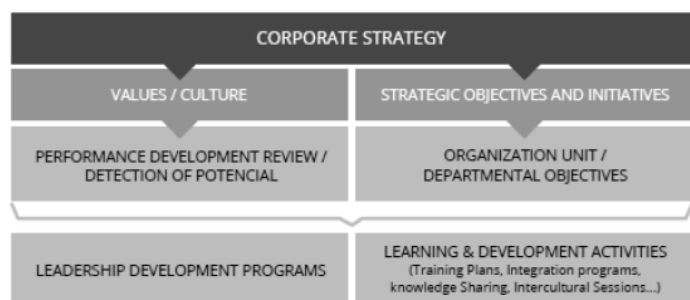 CORPORATE STRATEGY
VALUES / CULTURE
STRATEGIC OBJECTIVES AND INITIATIVES
PERFORMANCE DEVELOPMENT REVIEW /
DETECTION OF POTENCIAL
ORGANIZATION UNIT /
DEPARTMENTAL OBJECTIVES
LEADERSHIP DEVELOPMENT PROGRAMS
LEARNING & DEVELOPMENT ACTIVITIES
(Training Plans, Integration programs,
knowledge Sharing, Intercultural Sessions...)